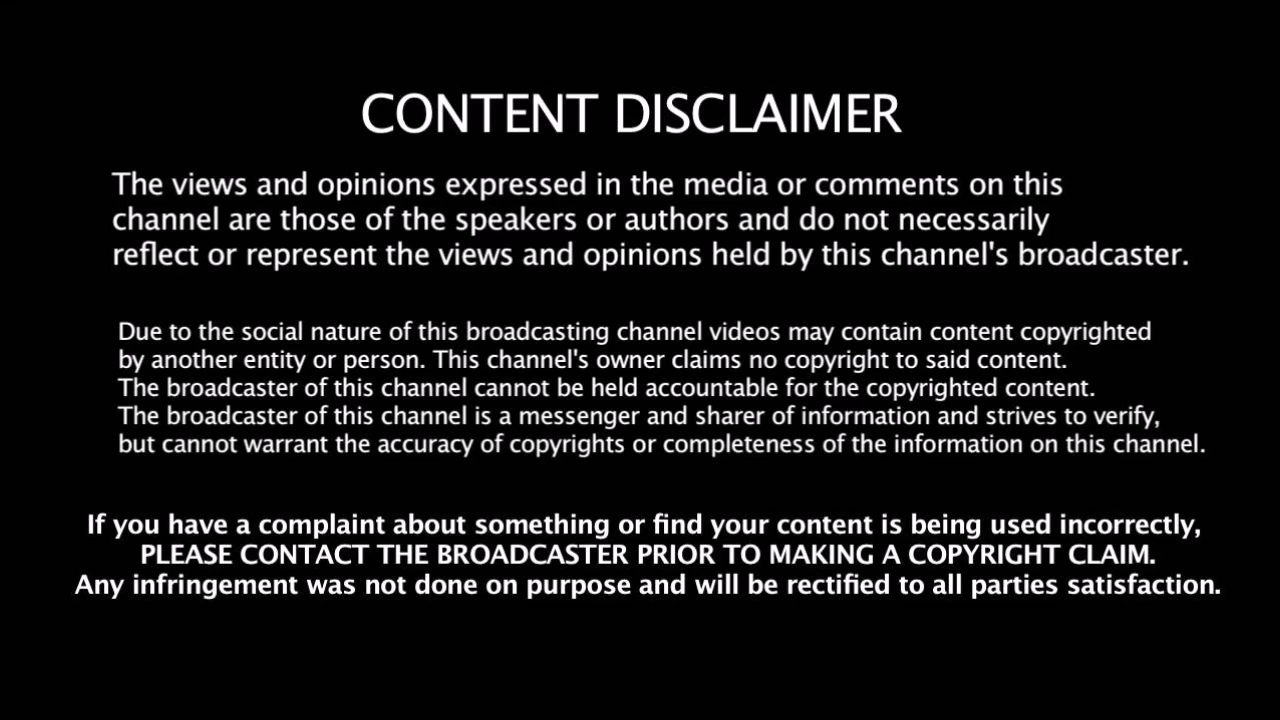 CONTENT DISCLAIMER
The views and opinions expressed in the media or comments on this
channel are those of the speakers or authors and do not necessarily
reflect or represent the views and opinions held by this channel's broadcaster.
Due to the social nature of this broadcasting channel videos may contain content copyrighted
by another entity or person. This channel's owner claims no copyright to said content.
The broadcaster of this channel cannot be held accountable for the copyrighted content.
The broadcaster of this channel is a messenger and sharer of information and strives to verify,
but cannot warrant the accuracy of copyrights or completeness of the information on this channel.
If you have a complaint about something or find your content is being used incorrectly,
PLEASE CONTACT THE BROADCASTER PRIOR TO MAKING A COPYRIGHT CLAIM.
Any infringement was not done on purpose and will be rectified to all parties satisfaction.